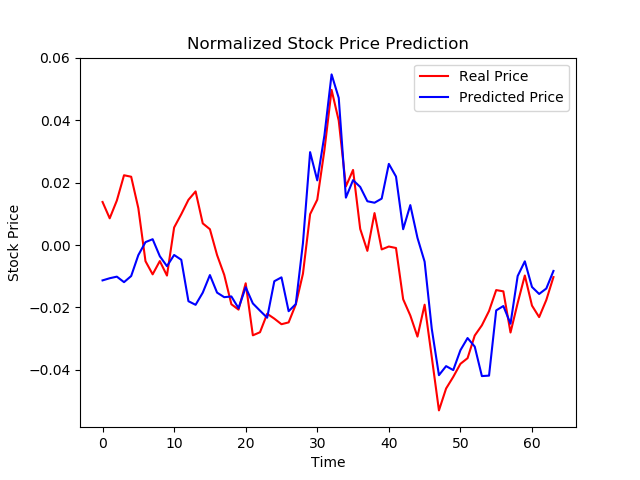 Normalized Stock Price Prediction
Real Price
Predicted Price
0.06
0.04
0.02
0.00
−0.02
−0.04
Stock Price
0 10 20 30 40 50 60
Time